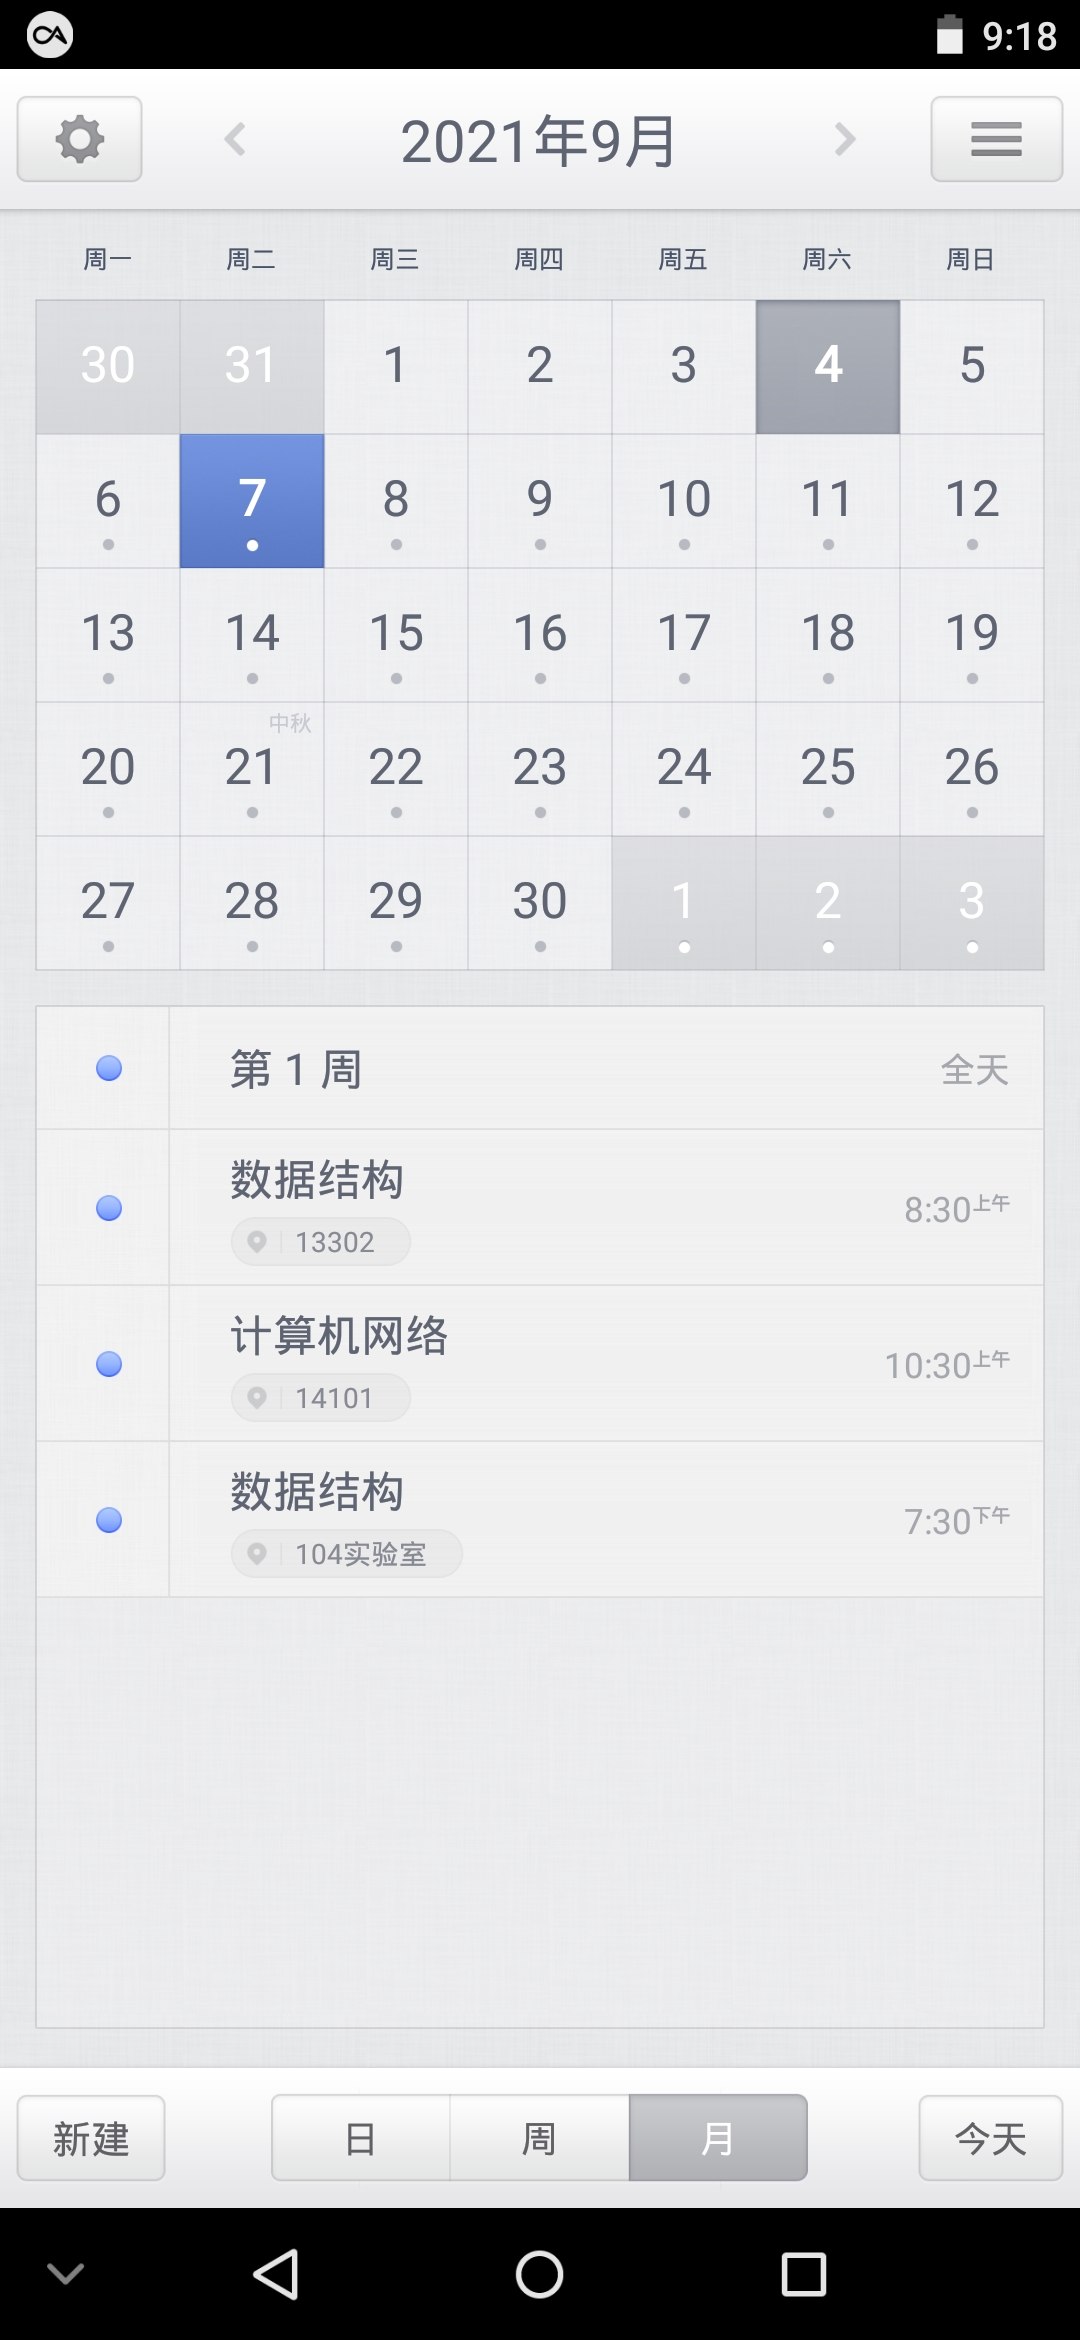 9:18
2021年9月
周一 周二 周三 周四 周五 周六 周日
30 31 1 2 3 4 5
6 7 8 9 10 11 12
13 14 15 16 17 18 19
中秋
20 21 22 23 24 25 26
27 28 29 30 1 2 3
第 1 周 全天
数据结构
8:30上午
13302
计算机网络
10:30上午
14101
数据结构
7:30下午
104实验室
新建 日 周 月 今天